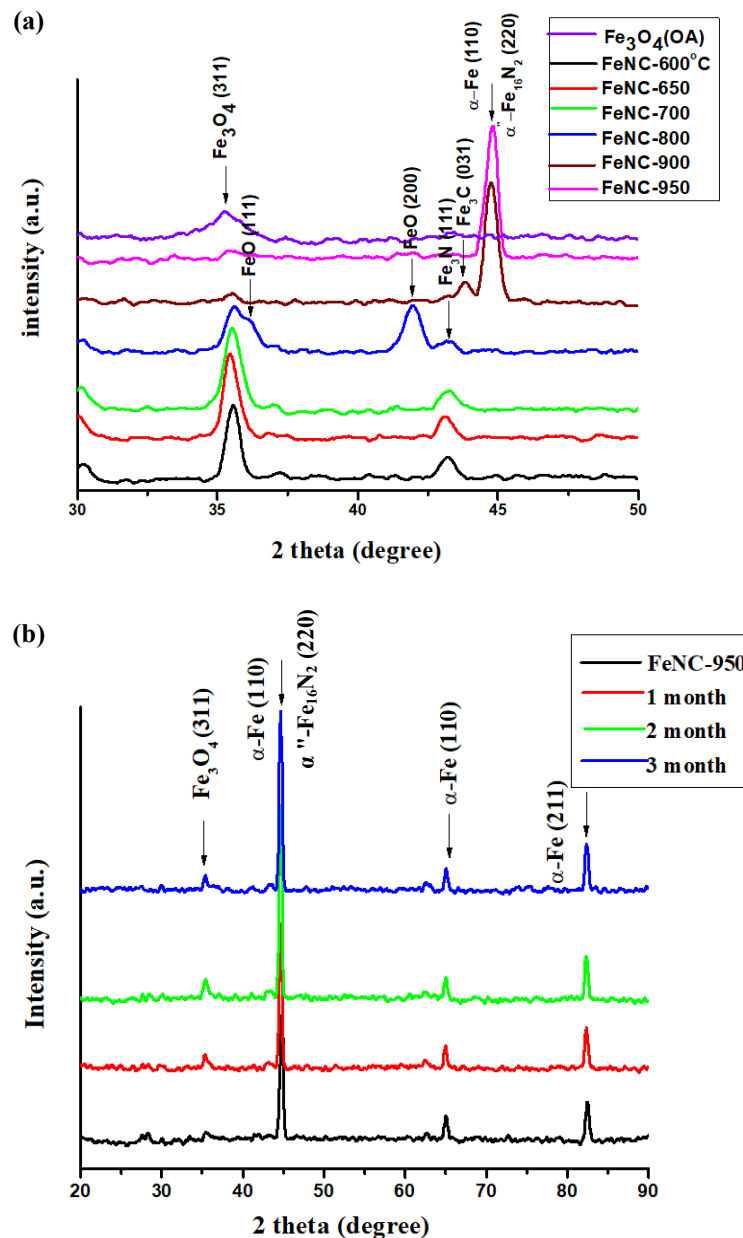 (a)
Fe3O4(OA)
FeNC-600°C
FeNC-650
FeNC-700
FeNC-800
FeNC-900
FeNC-950
Fe3O4 (311)
FeO (111)
FeO (200)
Fe3N (111)
Fe3C (031)
α-Fe (110)
α"-Fe16N2 (220)
intensity (a.u.)
30 35 40 45 50
2 theta (degree)
(b)
FeNC-950
1 month
2 month
3 month
Fe3O4 (311)
α-Fe (110)
α"-Fe16N2 (220)
α-Fe (110)
α-Fe (211)
Intensity (a.u.)
20 30 40 50 60 70 80 90
2 theta (degree)